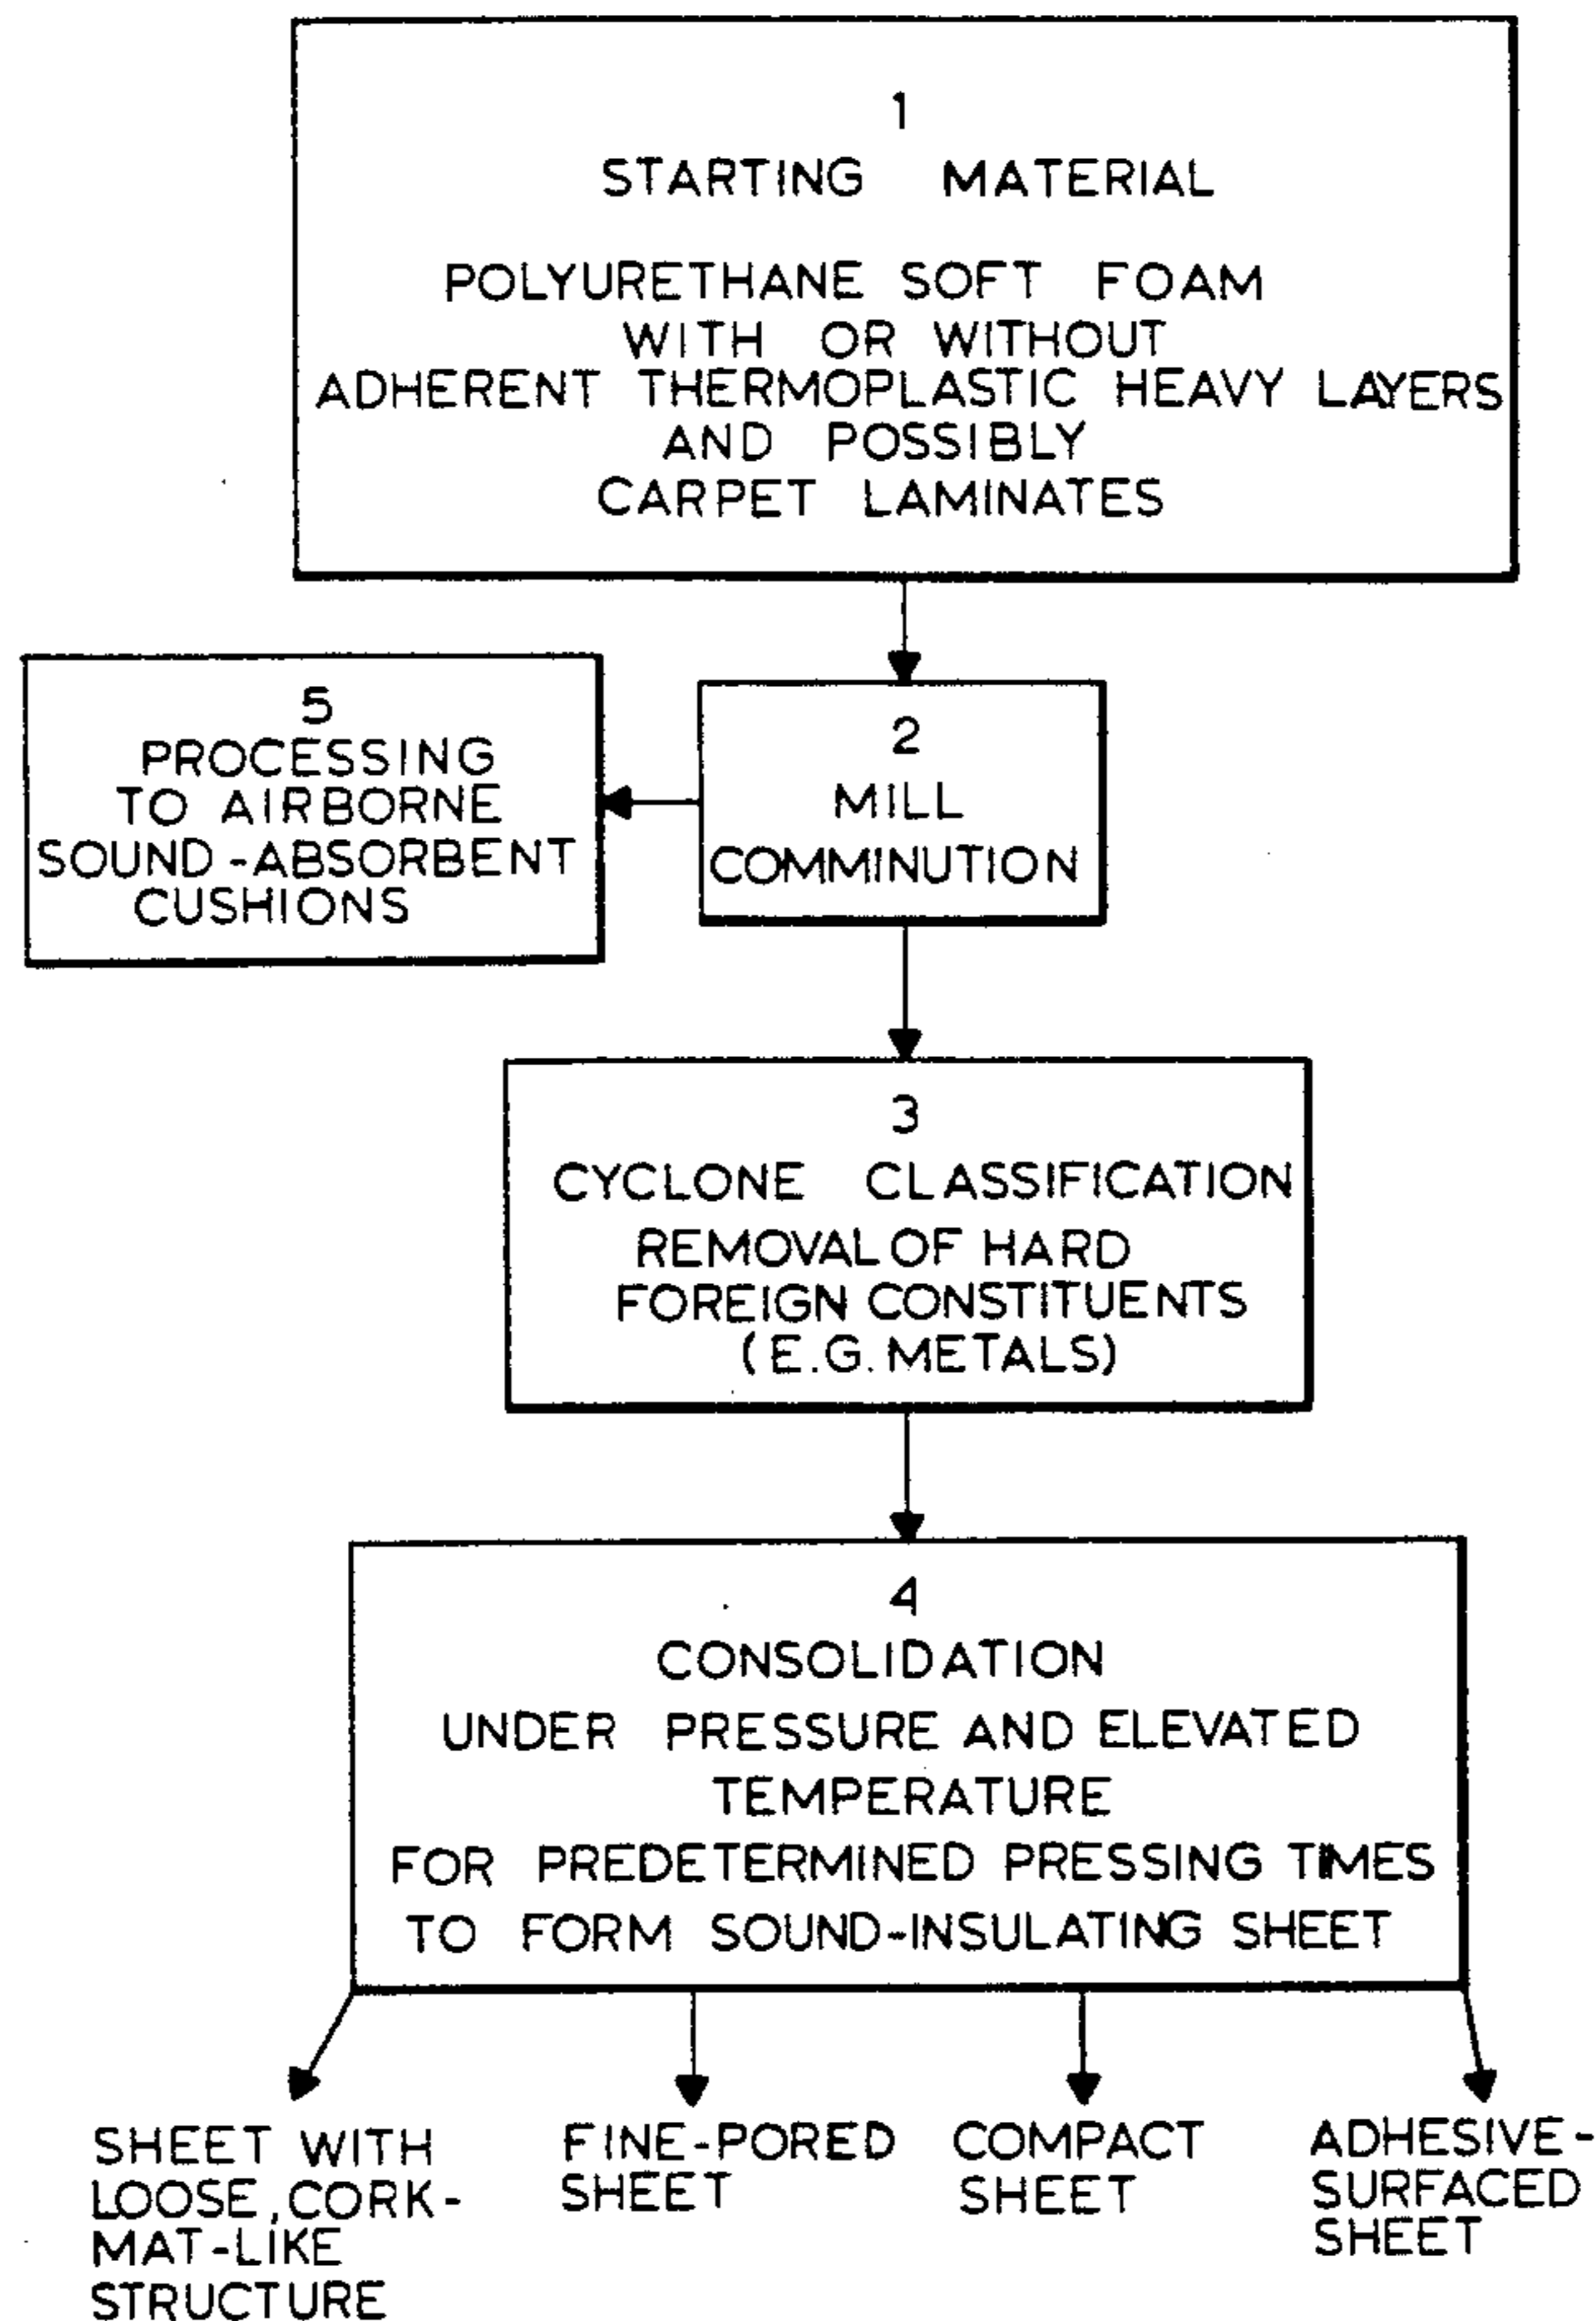 1
STARTING MATERIAL
POLYURETHANE SOFT FOAM
WITH OR WITHOUT
ADHERENT THERMOPLASTIC HEAVY LAYERS
AND POSSIBLY
CARPET LAMINATES
5
PROCESSING
TO AIRBORNE
SOUND-ABSORBENT
CUSHIONS
2
MILL
COMMINUTION
3
CYCLONE CLASSIFICATION
REMOVAL OF HARD
FOREIGN CONSTITUENTS
(E.G. METALS)
4
CONSOLIDATION
UNDER PRESSURE AND ELEVATED
TEMPERATURE
FOR PREDETERMINED PRESSING TIMES
TO FORM SOUND-INSULATING SHEET
SHEET WITH
LOOSE, CORK-
MAT-LIKE
STRUCTURE
FINE-PORED
SHEET
COMPACT
SHEET
ADHESIVE-
SURFACED
SHEET